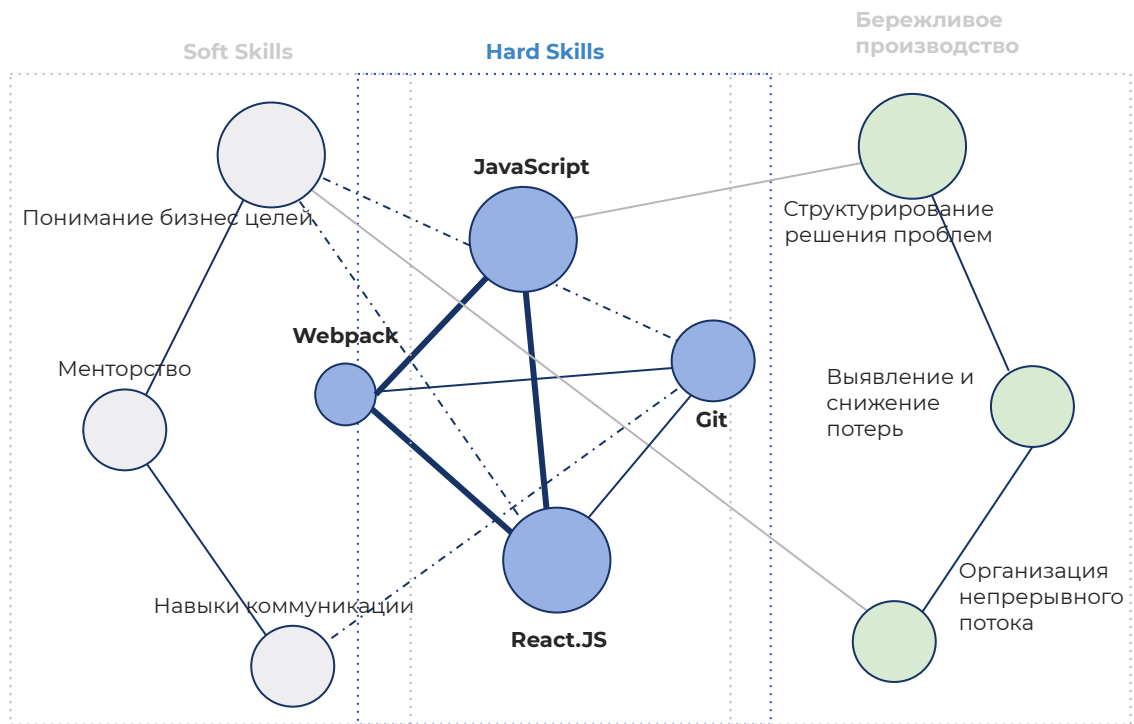 Soft Skills
Hard Skills
Бережливое
производство
JavaScript
Понимание бизнес целей
Структурирование
решения проблем
Webpack
Менторство
Git
Выявление и
снижение
потерь
Навыки коммуникации
React.JS
Организация
непрерывного
потока